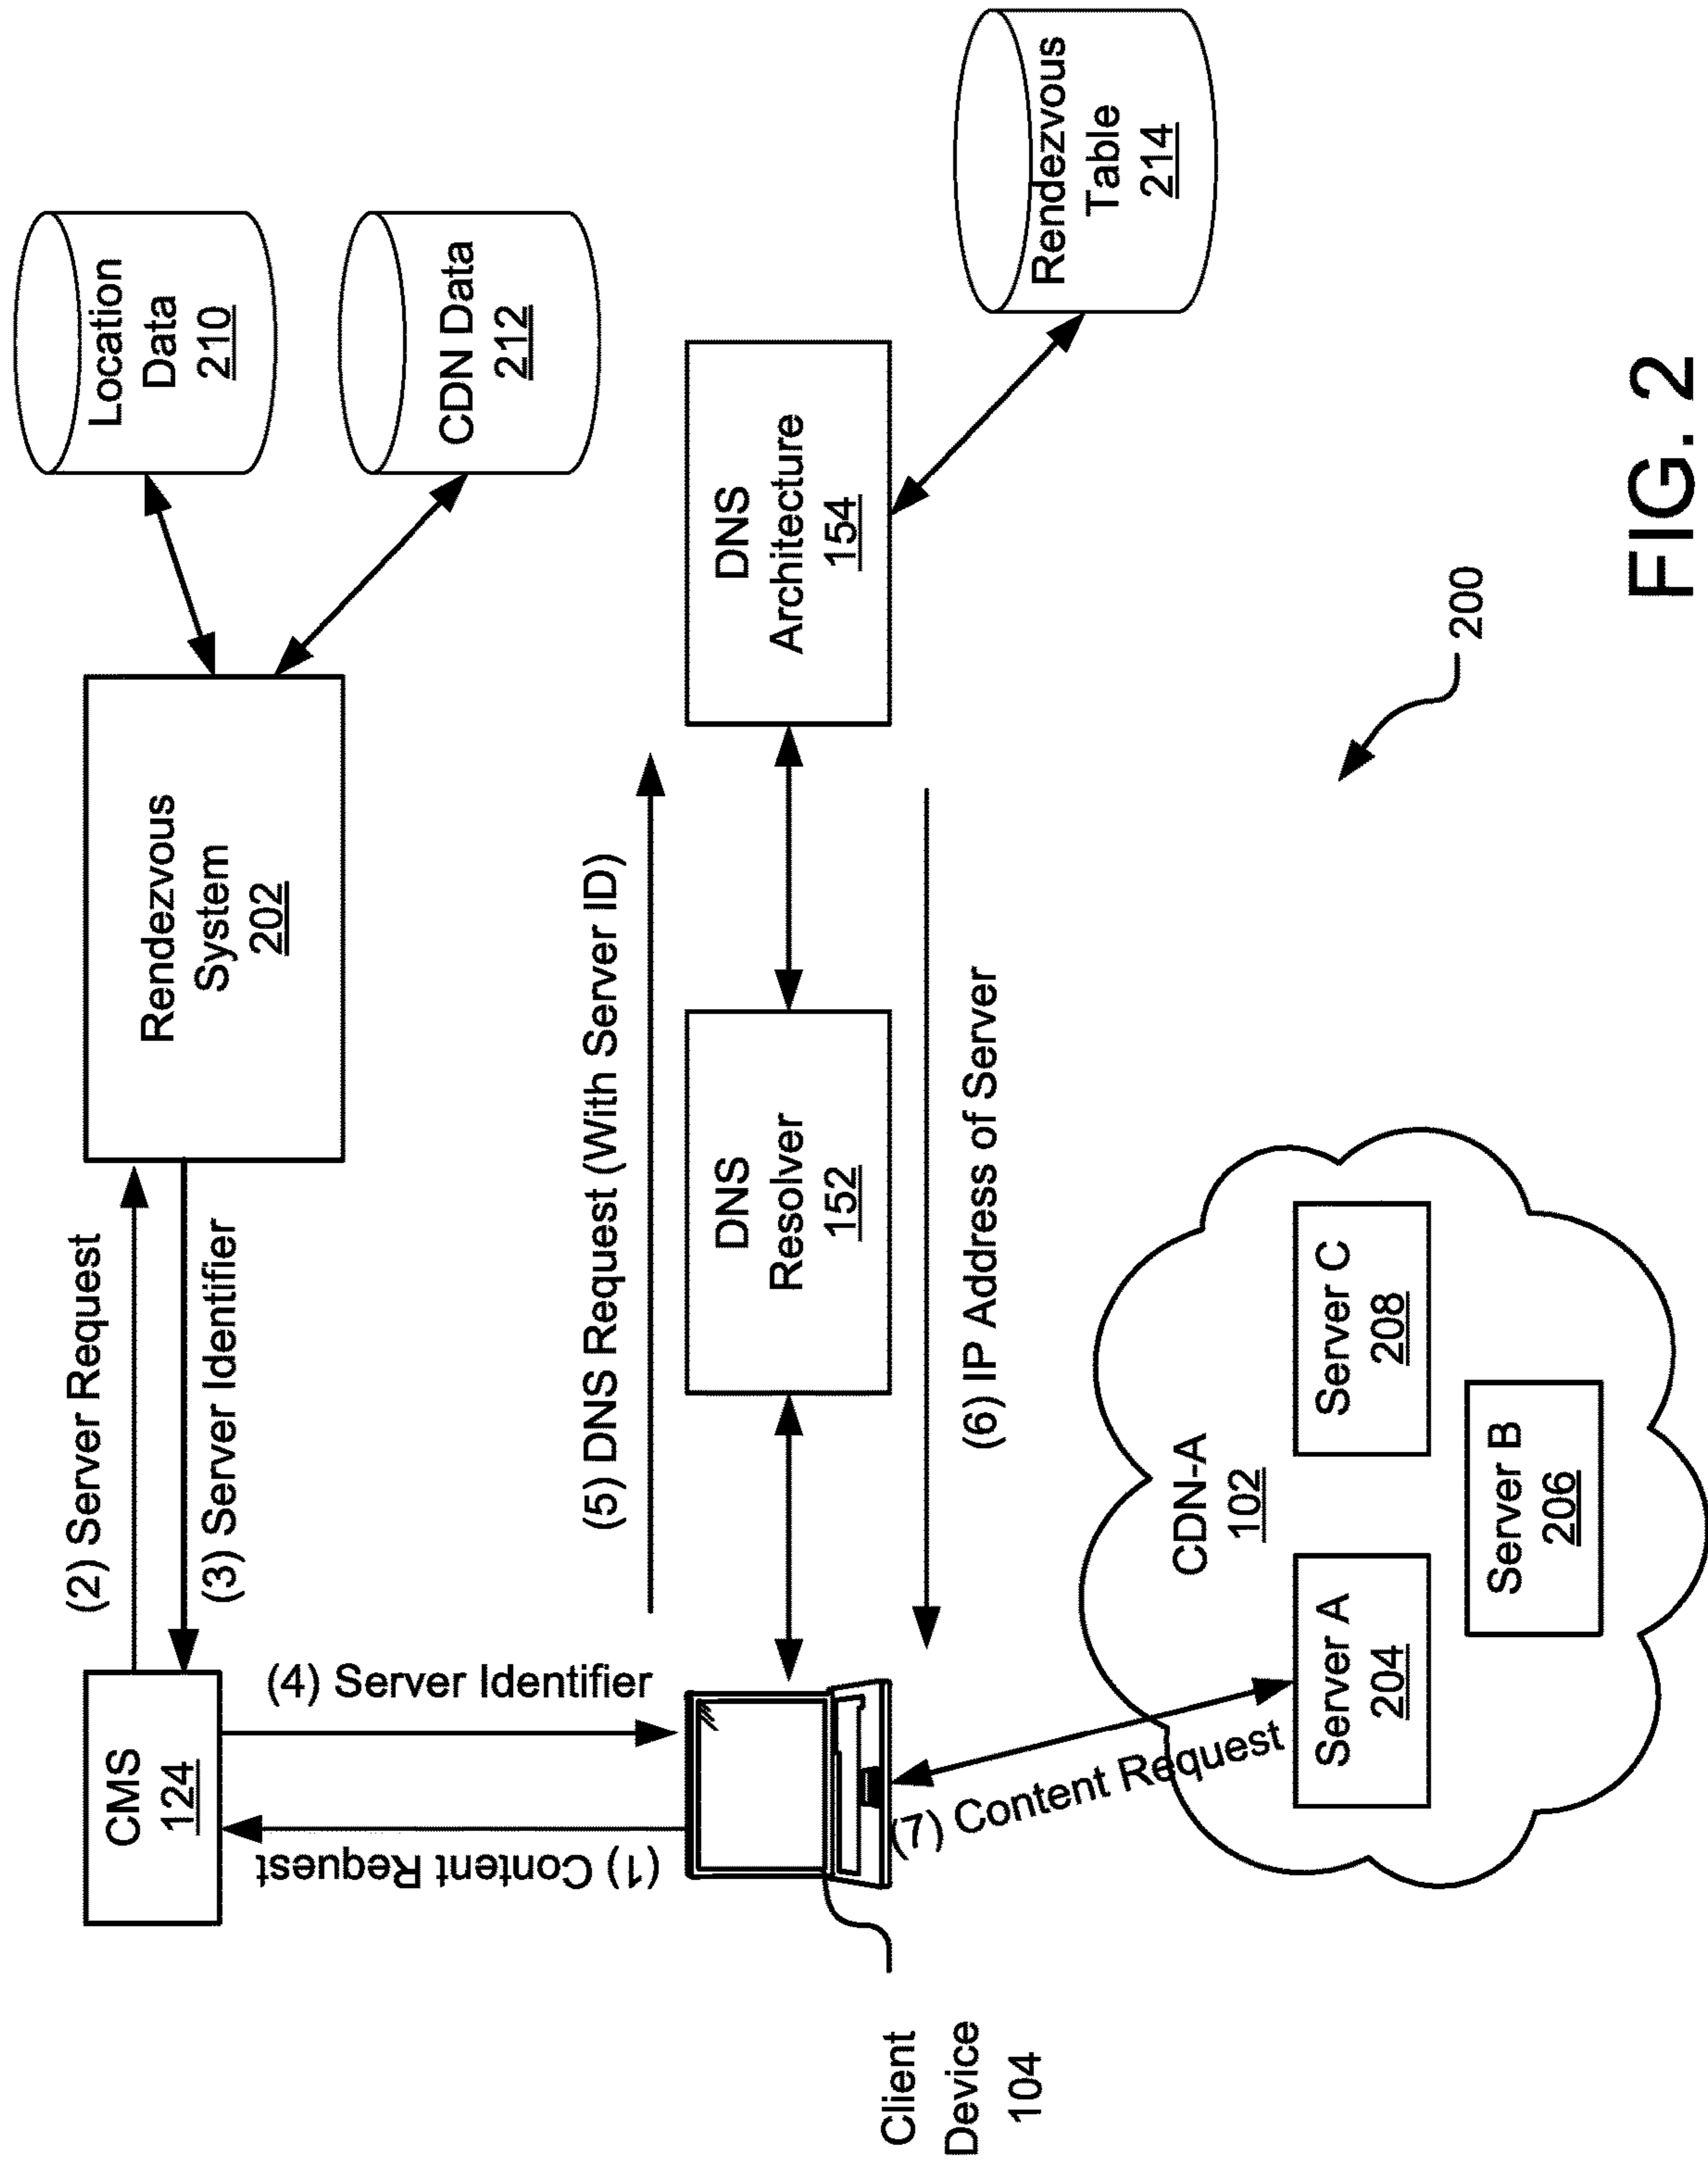 (2) Server Request
(3) Server Identifier
CMS
124
Rendezvous
System
202
Location
Data
210
CDN Data
212
(1) Content Request
(4) Server Identifier
(5) DNS Request (With Server ID)
Client
Device
104
DNS
Resolver
152
DNS
Architecture
154
(6) IP Address of Server
Rendezvous
Table
214
(7) Content Request
CDN-A
102
Server A
204
Server C
208
Server B
206
200
FIG. 2